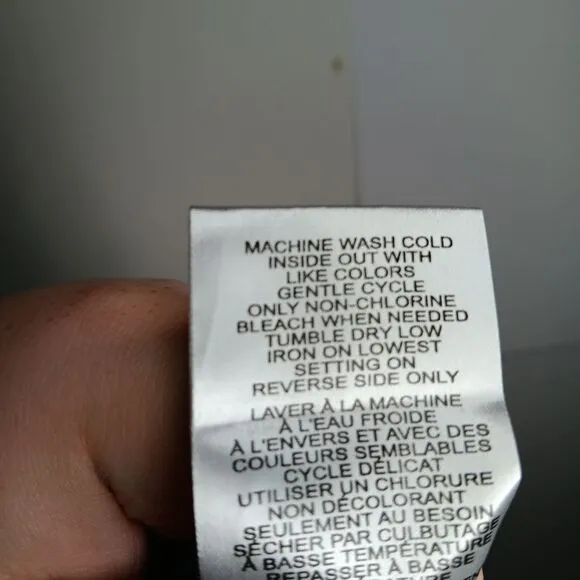 MACHINE WASH COLD
INSIDE OUT WITH
LIKE COLORS
GENTLE CYCLE
ONLY NON-CHLORINE
BLEACH WHEN NEEDED
TUMBLE DRY LOW
IRON ON LOWEST
SETTING ON
REVERSE SIDE ONLY
LAVER À LA MACHINE
À L'EAU FROIDE
À L'ENVERS ET AVEC DES
COULEURS SEMBLABLES
CYCLE DÉLICAT
UTILISER UN CHLORURE
NON DÉCOLORANT
SEULEMENT AU BESOIN
SÉCHER PAR CULBUTAGE
À BASSE TEMPÉRATURE
REPASSER À BASSE